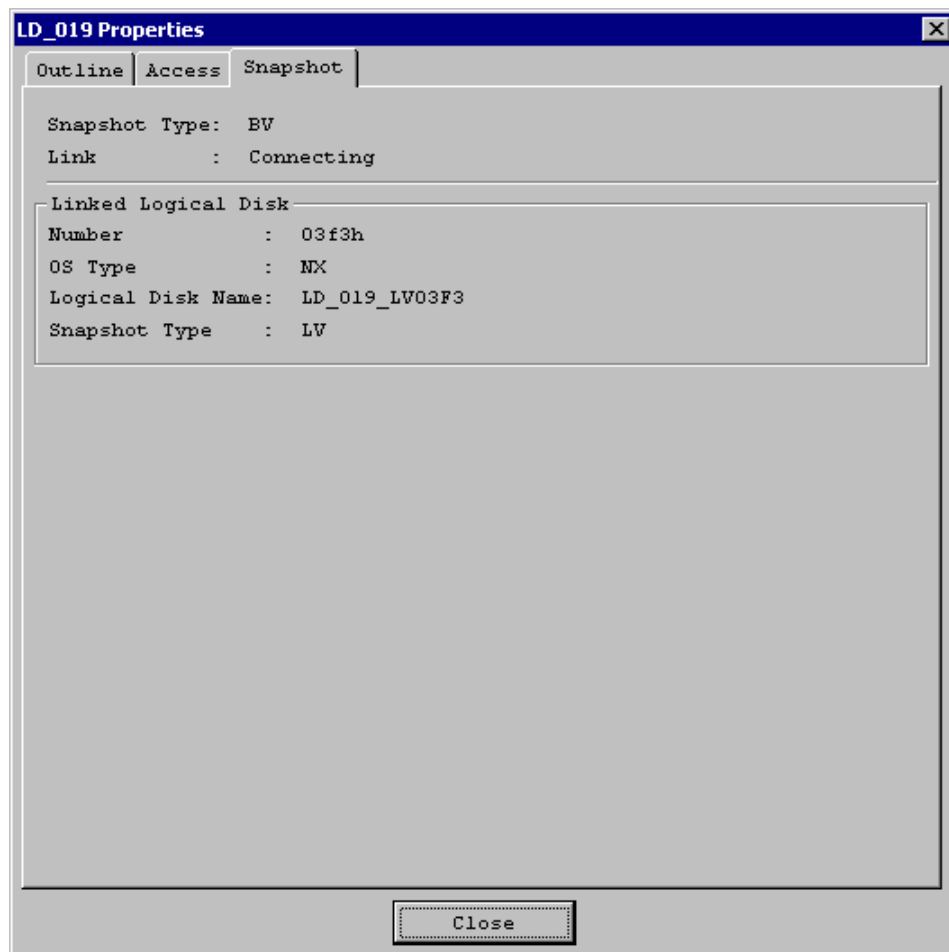 LD_019 Properties
Outline Access Snapshot
Snapshot Type: BV
Link : Connecting
Linked Logical Disk
Number : 03f3h
OS Type : NX
Logical Disk Name: LD_019_LV03F3
Snapshot Type : LV
Close